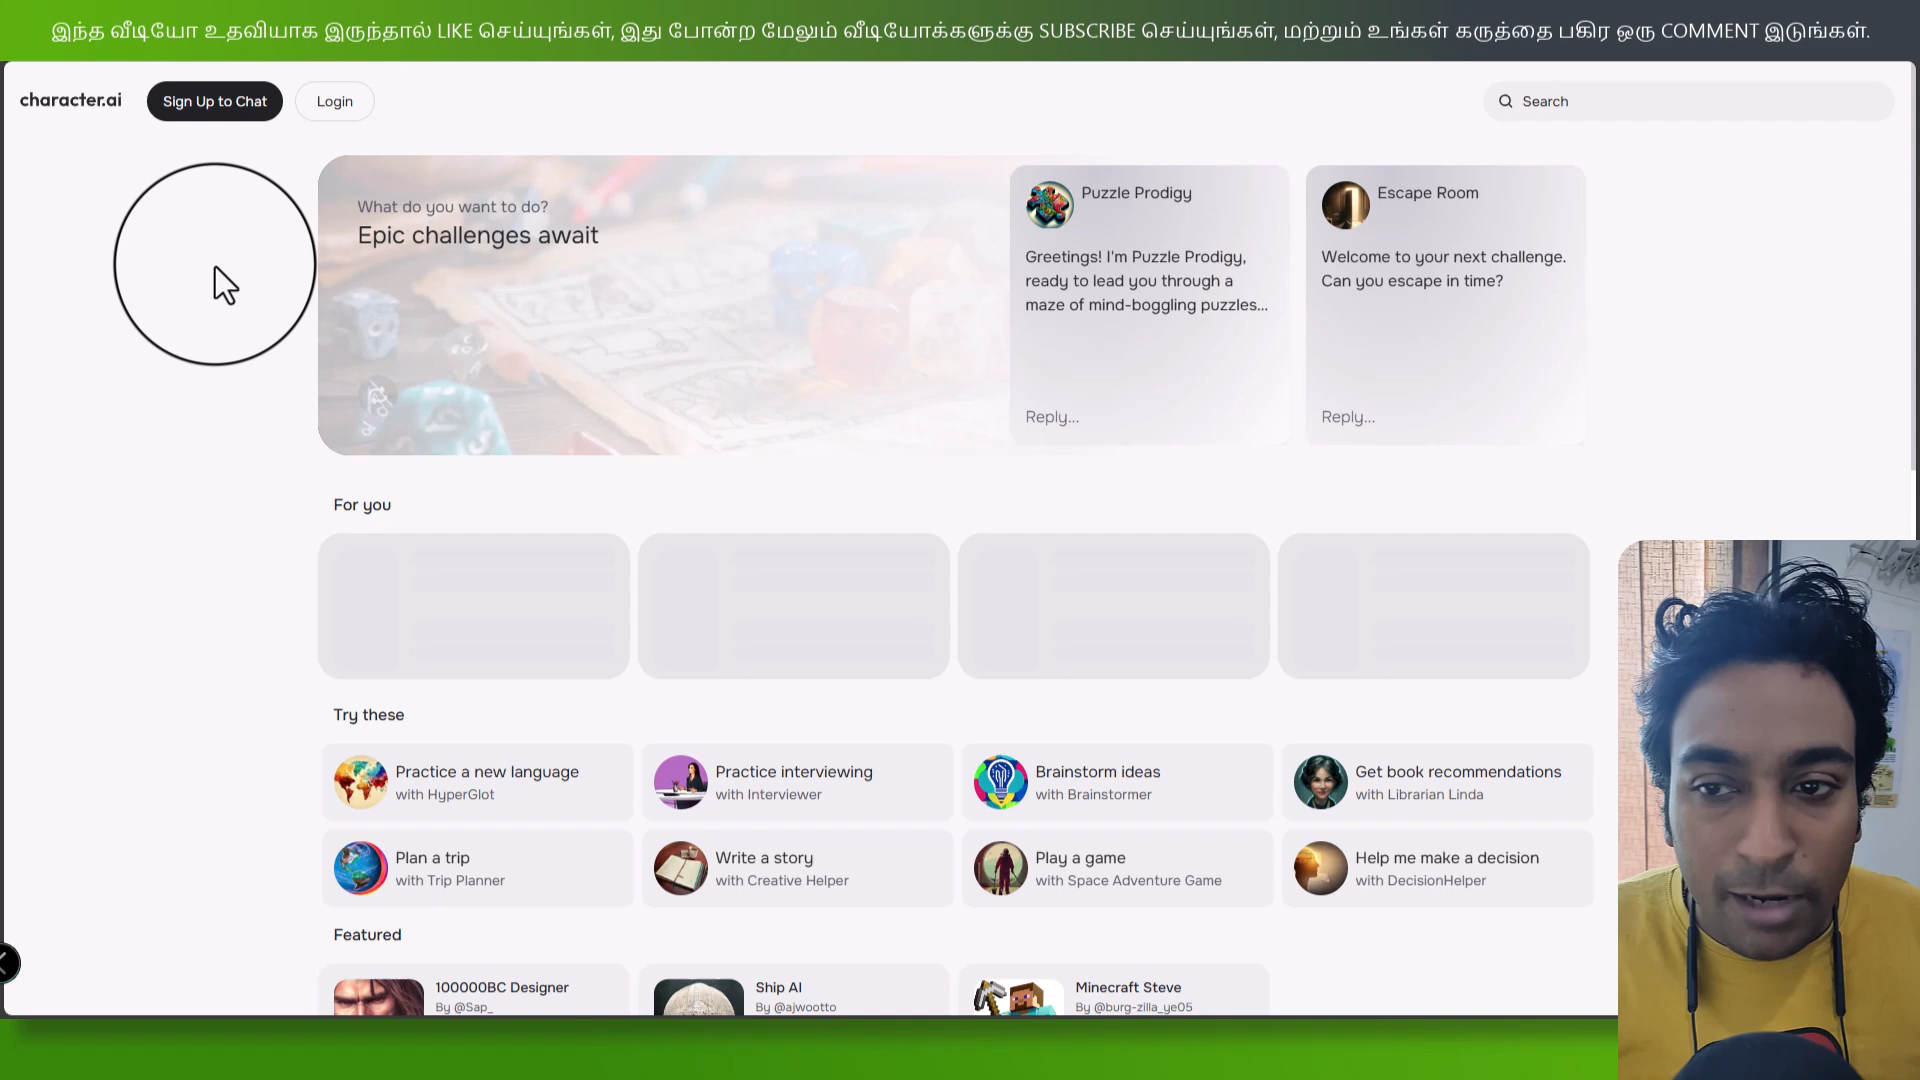 இந்த வீடியோ உதவியாக இருந்தால் LIKE செய்யுங்கள், இது போன்ற மேலும் வீடியோக்களுக்கு SUBSCRIBE செய்யுங்கள், மற்றும் உங்கள் கருத்தை பகிர ஒரு COMMENT இடுங்கள்.
character.ai
Sign Up to Chat
Login
Search
What do you want to do?
Epic challenges await
Puzzle Prodigy
Greetings! I'm Puzzle Prodigy,
ready to lead you through a
maze of mind-boggling puzzles...
Reply...
Escape Room
Welcome to your next challenge.
Can you escape in time?
Reply...
For you
Try these
Practice a new language
with HyperGlot
Practice interviewing
with Interviewer
Brainstorm ideas
with Brainstormer
Get book recommendations
with Librarian Linda
Plan a trip
with Trip Planner
Write a story
with Creative Helper
Play a game
with Space Adventure Game
Help me make a decision
with DecisionHelper
Featured
100000BC Designer
By @Sap_
Ship AI
By @ajwootto
Minecraft Steve
By @burg-zilla_ye05